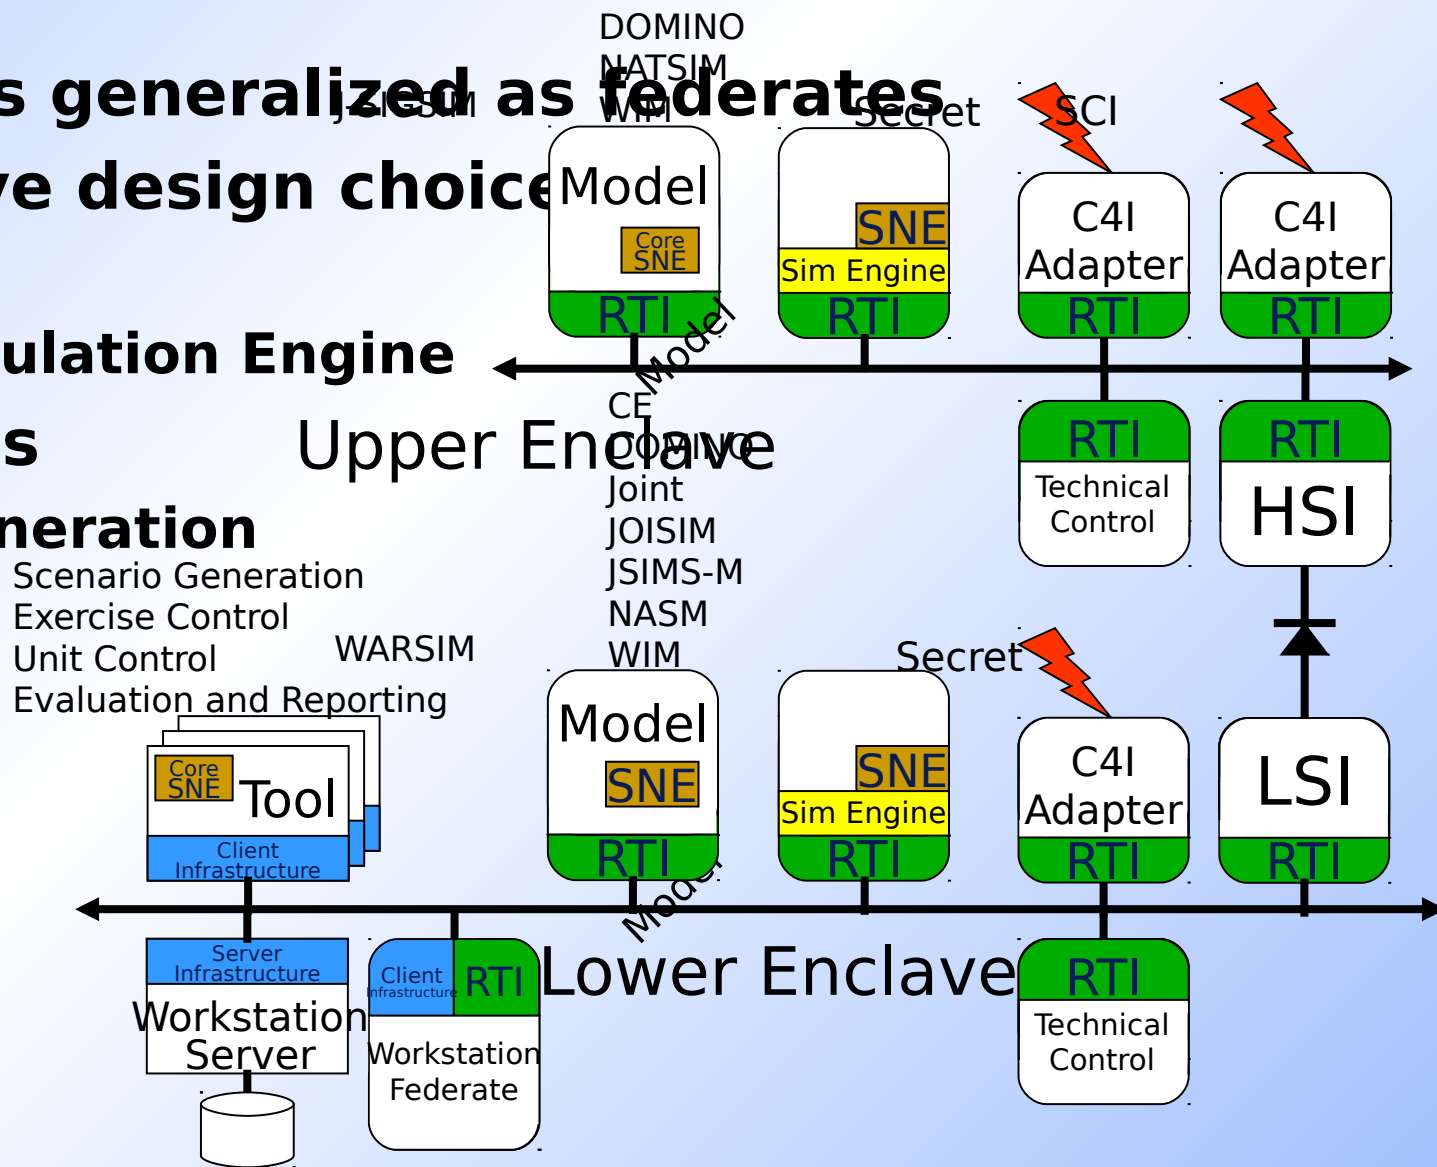 DOMINO
NATSIM
WIM
s generalized as federates
J-SIGSIM
Secret
SCI
ve design choice
Model
Core
SNE
RTI
Model
SNE
Sim Engine
RTI
C4I
Adapter
RTI
C4I
Adapter
RTI
ulation Engine
s
Upper Enclave
CE
DOMINO
Joint
JOISIM
JSIMS-M
NASM
WIM
RTI
Technical
Control
RTI
HSI
neration
Scenario Generation
Exercise Control
Unit Control
Evaluation and Reporting
WARSIM
Secret
Core
SNE
Tool
Client
Infrastructure
Model
SNE
RTI
Model
SNE
Sim Engine
RTI
C4I
Adapter
RTI
LSI
RTI
Server
Infrastructure
Workstation
Server
Client
Infrastructure
RTI
Workstation
Federate
Lower Enclave
RTI
Technical
Control